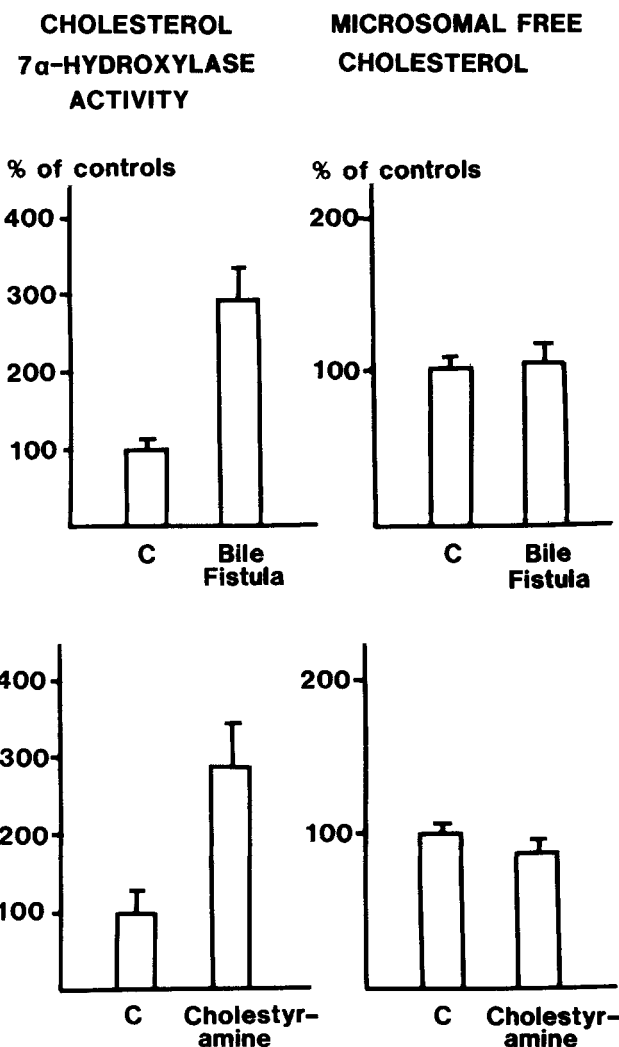 CHOLESTEROL
7α-HYDROXYLASE
ACTIVITY
MICROSOMAL FREE
CHOLESTEROL
% of controls
400
300
200
100
C
Bile
Fistula
% of controls
200
100
C
Bile
Fistula
400
300
200
100
C
Cholestyr-
amine
200
100
C
Cholestyr-
amine